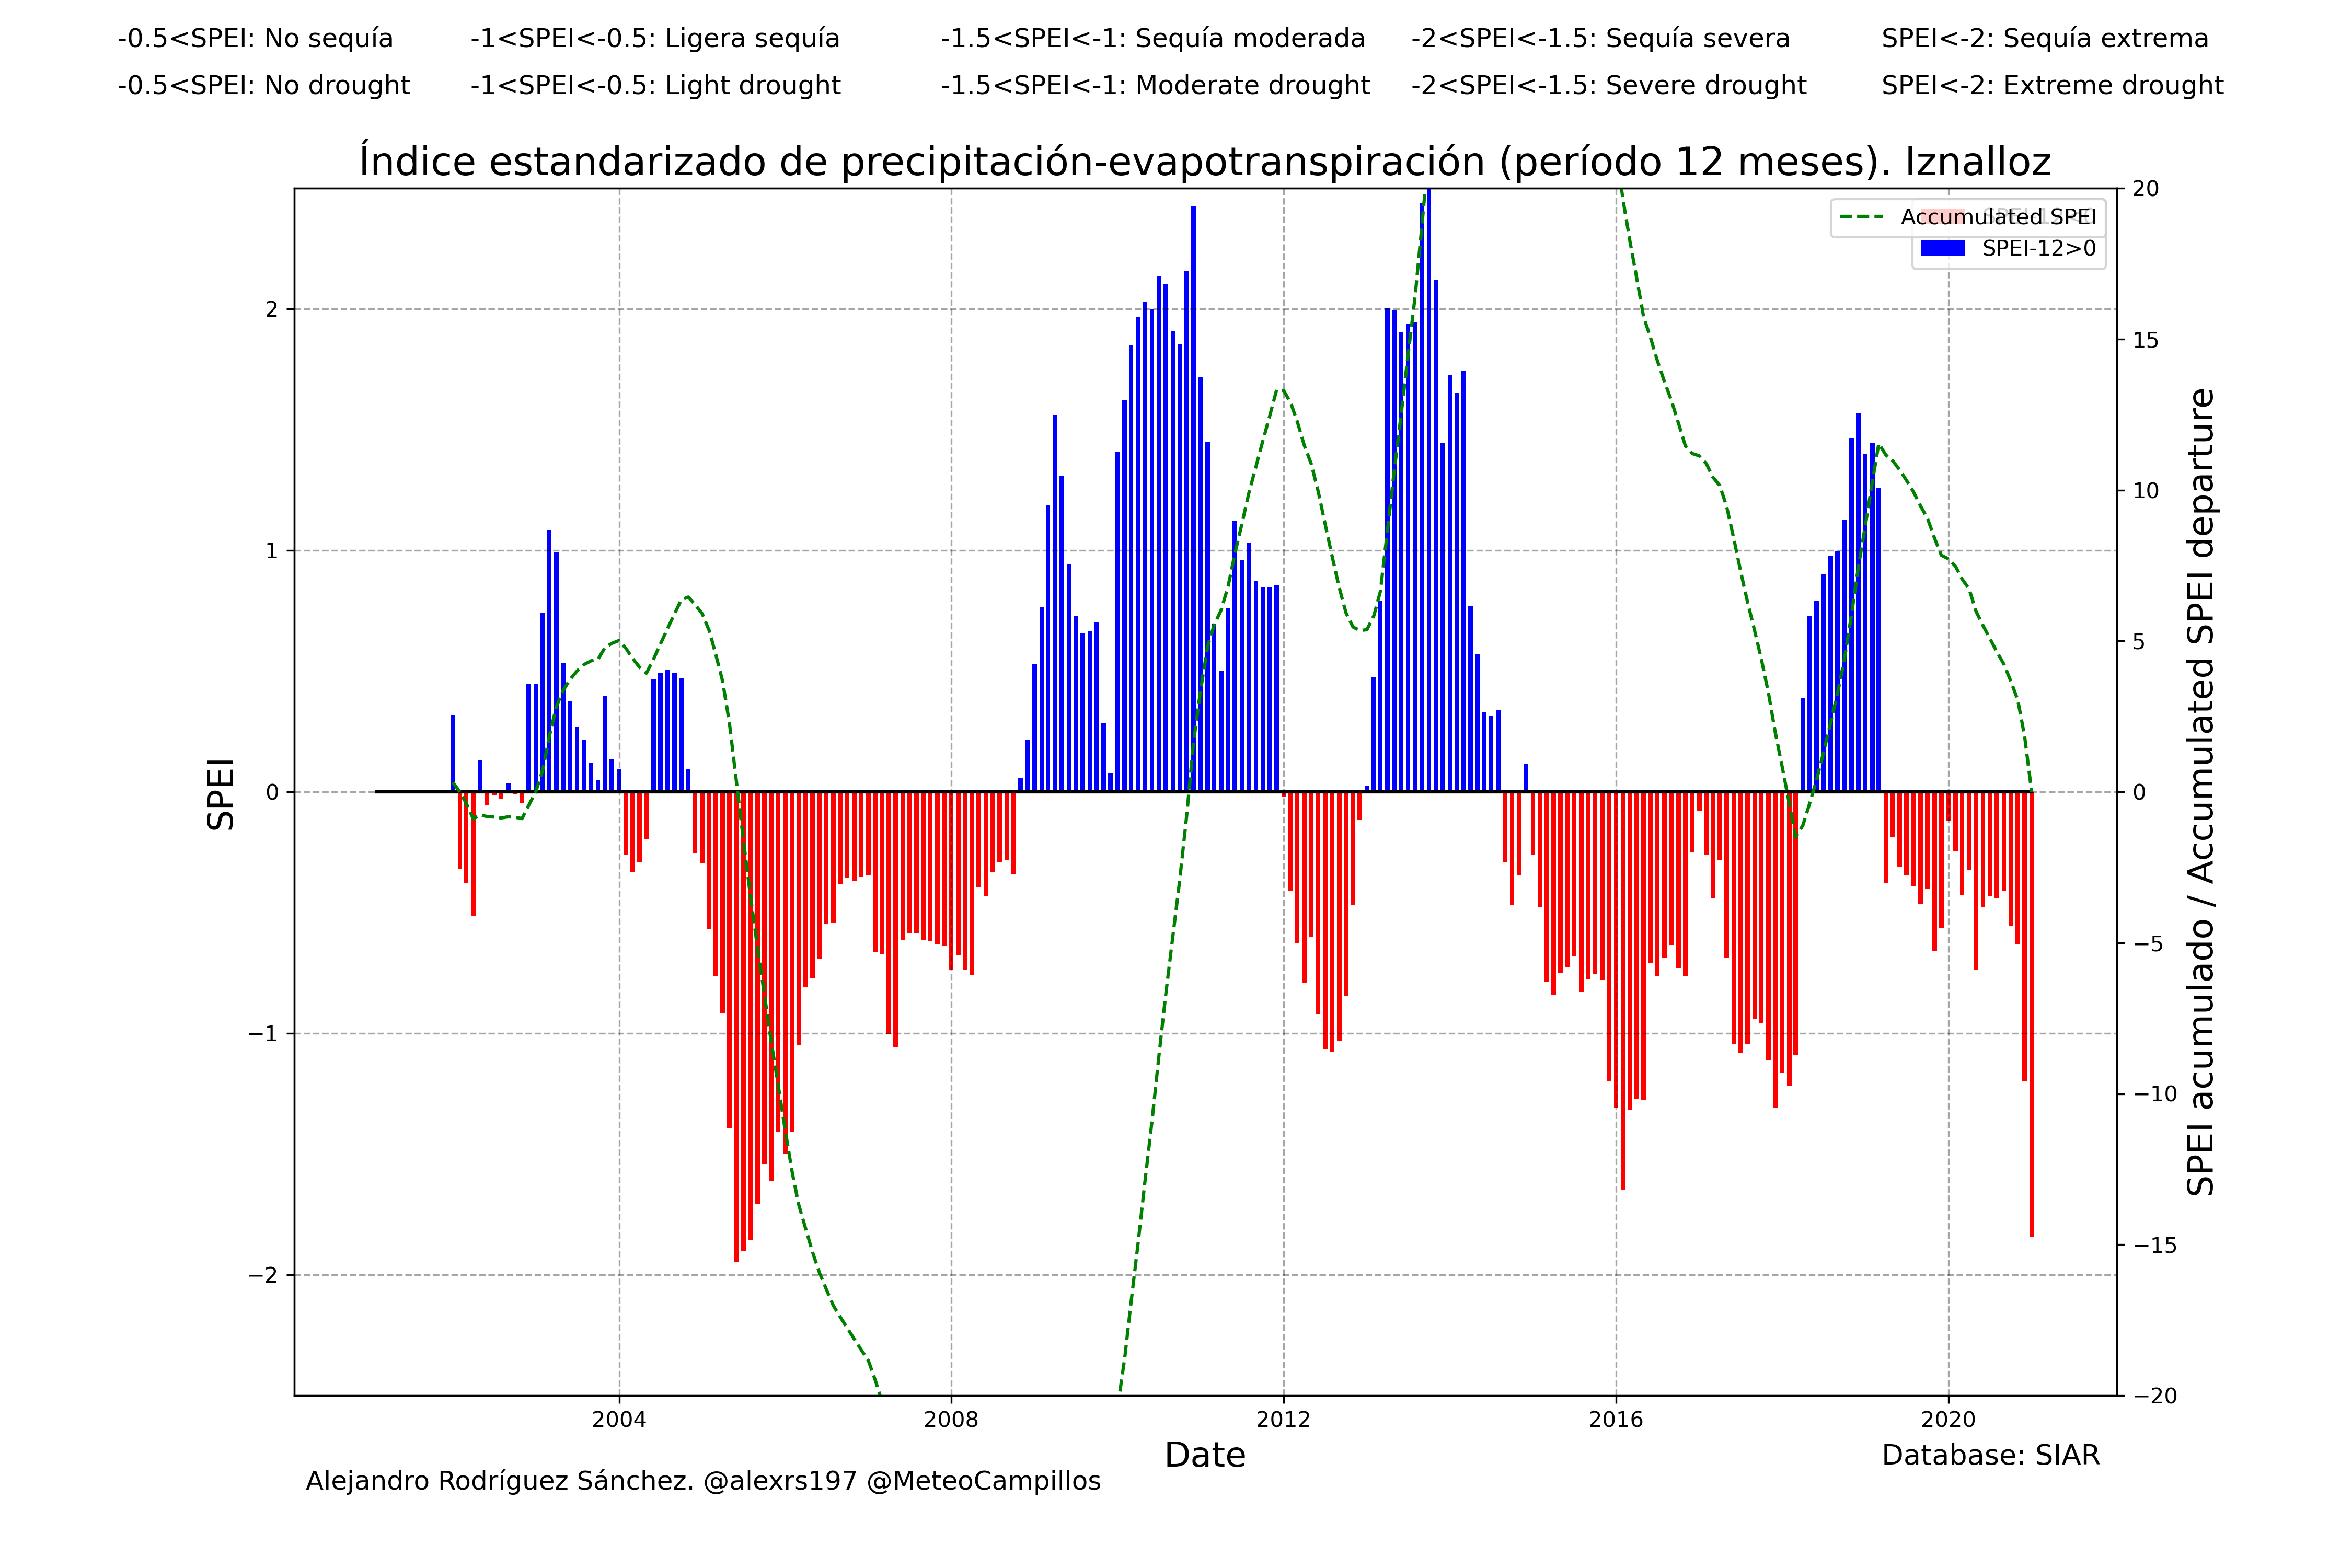 -0.5<SPEI: No sequía -1<SPEI<-0.5: Ligera sequía -1.5<SPEI<-1: Sequía moderada -2<SPEI<-1.5: Sequía severa SPEI<-2: Sequía extrema
-0.5<SPEI: No drought -1<SPEI<-0.5: Light drought -1.5<SPEI<-1: Moderate drought -2<SPEI<-1.5: Severe drought SPEI<-2: Extreme drought
Índice estandarizado de precipitación-evapotranspiración (período 12 meses). Iznalloz
Accumulated SPEI
SPEI-12>0
SPEI
2
1
0
−1
−2
20
15
10
5
0
−5
−10
−15
−20
SPEI acumulado / Accumulated SPEI departure
2004 2008 2012 2016 2020
Date
Database: SIAR
Alejandro Rodríguez Sánchez. @alexrs197 @MeteoCampillos